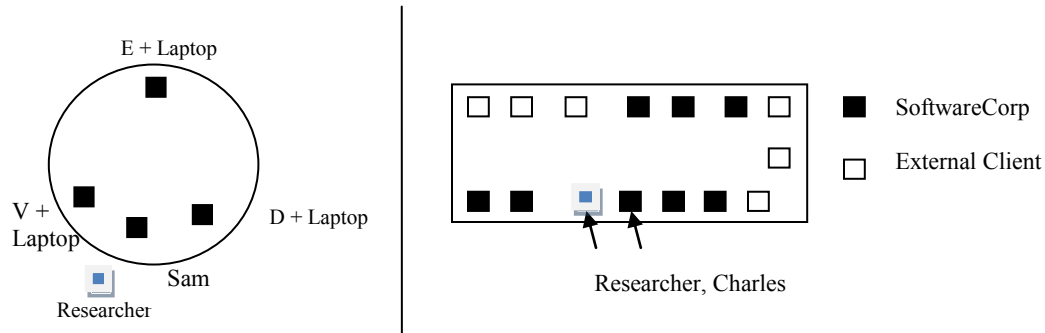 E + Laptop
V +
Laptop
D + Laptop
Sam
Researcher
SoftwareCorp
External Client
Researcher, Charles